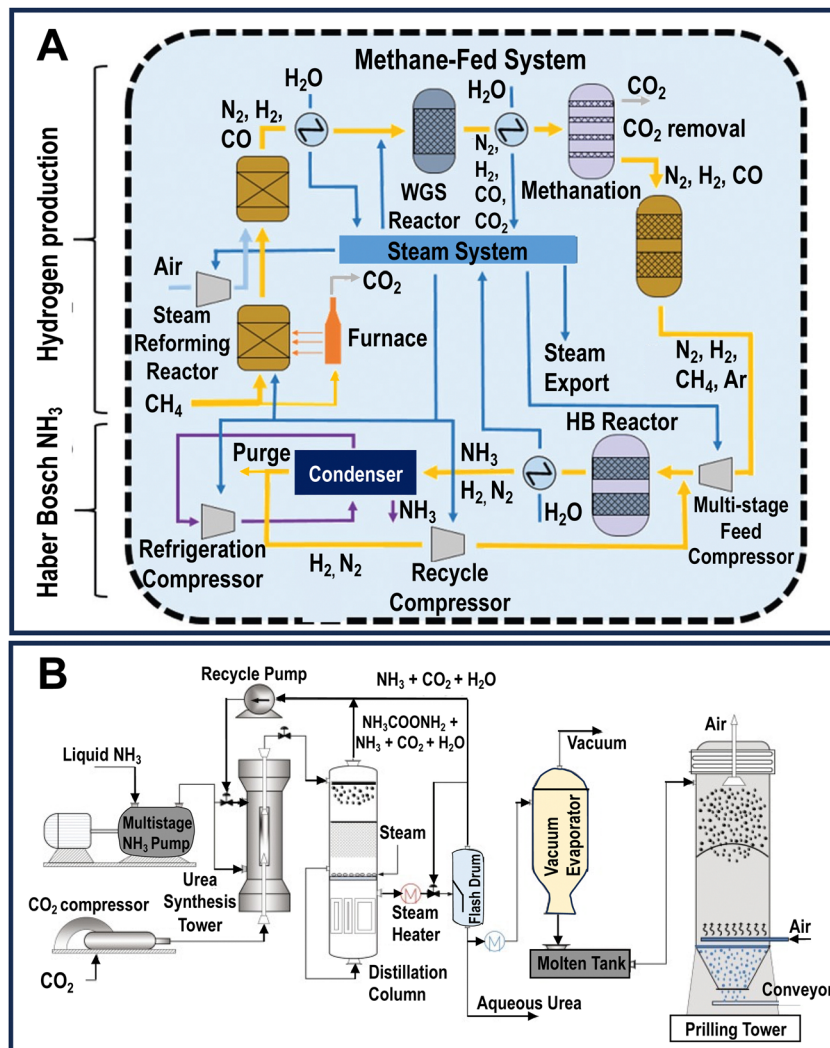 A
Methane-Fed System
Hydrogen production
Haber Bosch NH₃
H₂O
N₂, H₂,
CO
WGS
Reactor
H₂O
N₂,
H₂,
CO,
CO₂
CO₂
CO₂ removal
Methanation
N₂, H₂, CO
Steam System
Air
Steam
Reforming
Reactor
CO₂
Furnace
CH₄
Steam
Export
N₂, H₂,
CH₄, Ar
HB Reactor
Purge
Condenser
NH₃
H₂, N₂
NH₃
H₂O
Multi-stage
Feed
Compressor
Refrigeration
Compressor
H₂, N₂
Recycle
Compressor
B
Recycle Pump
NH₃ + CO₂ + H₂O
NH₃COONH₂ +
NH₃ + CO₂ + H₂O
Liquid NH₃
Multistage
NH₃ Pump
Urea
Synthesis
Tower
CO₂ compressor
CO₂
Steam
M
Steam
Heater
Distillation
Column
Flash Drum
M
Aqueous Urea
Vacuum
Vacuum
Evaporator
Molten Tank
Air
Air
Conveyor
Prilling Tower